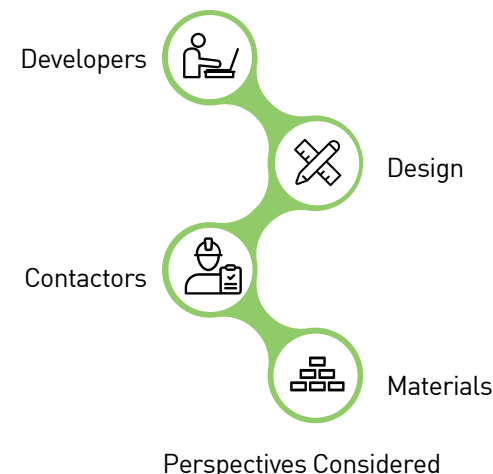 Developers
Design
Contactors
Materials
Perspectives Considered